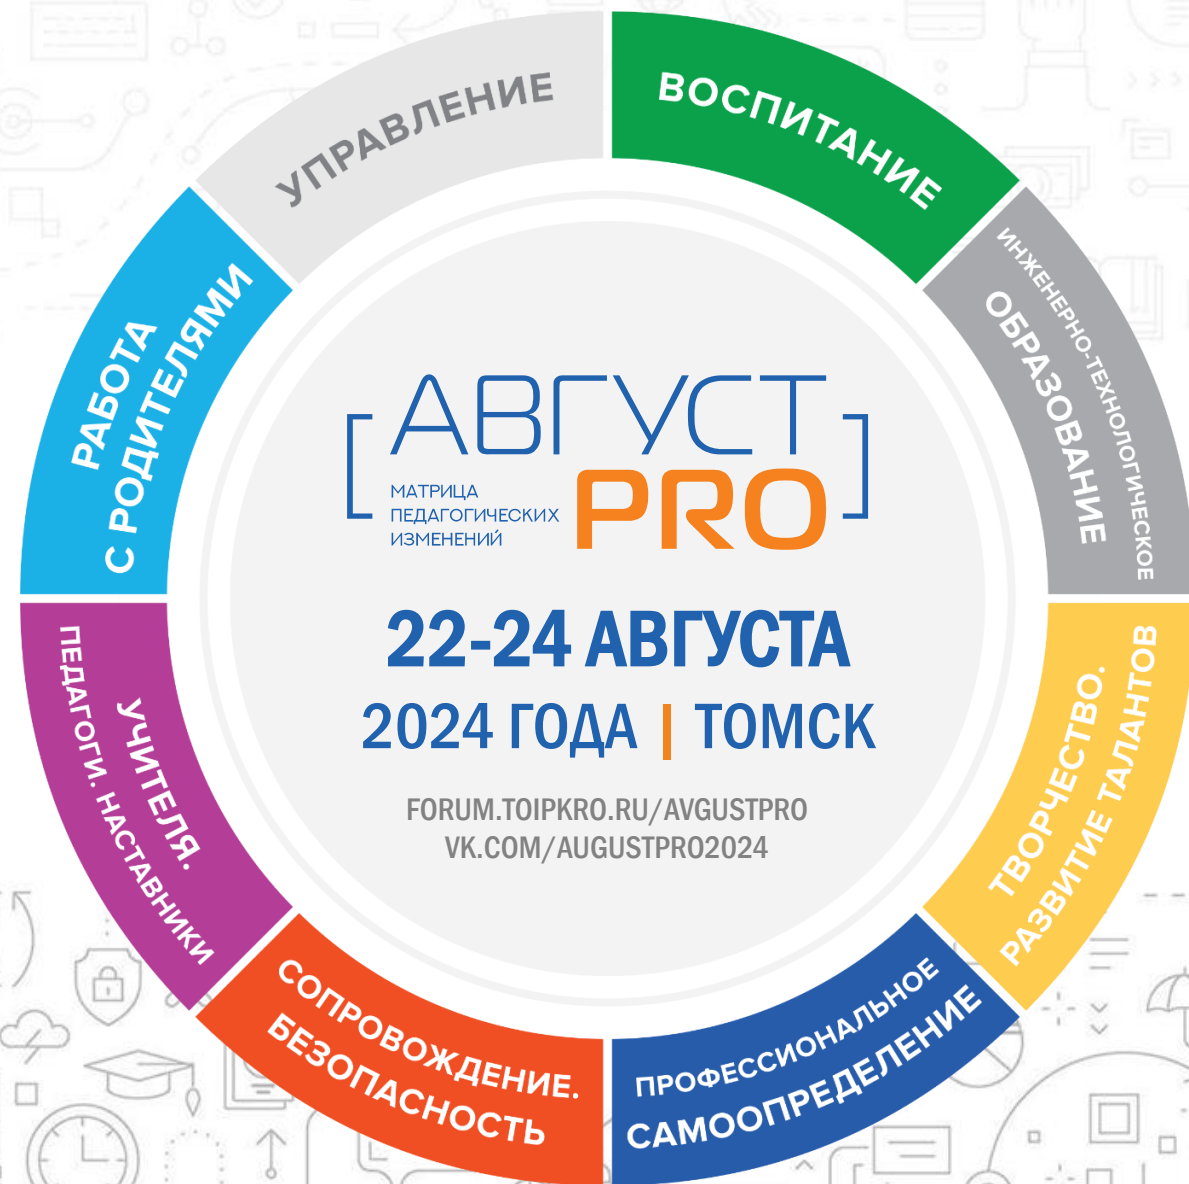 УПРАВЛЕНИЕ
ВОСПИТАНИЕ
ИНЖЕНЕРНО-ТЕХНОЛОГИЧЕСКОЕ
ОБРАЗОВАНИЕ
ТВОРЧЕСТВО.
РАЗВИТИЕ ТАЛАНТОВ
ПРОФЕССИОНАЛЬНОЕ
САМООПРЕДЕЛЕНИЕ
СОПРОВОЖДЕНИЕ.
БЕЗОПАСНОСТЬ
УЧИТЕЛЯ.
ПЕДАГОГИ. НАСТАВНИКИ
РАБОТА
С РОДИТЕЛЯМИ
[АВГУСТ
PRO]
МАТРИЦА
ПЕДАГОГИЧЕСКИХ
ИЗМЕНЕНИЙ
22-24 АВГУСТА
2024 ГОДА | ТОМСК
FORUM.TOIPKRO.RU/AVGUSTPRO
VK.COM/AUGUSTPRO2024